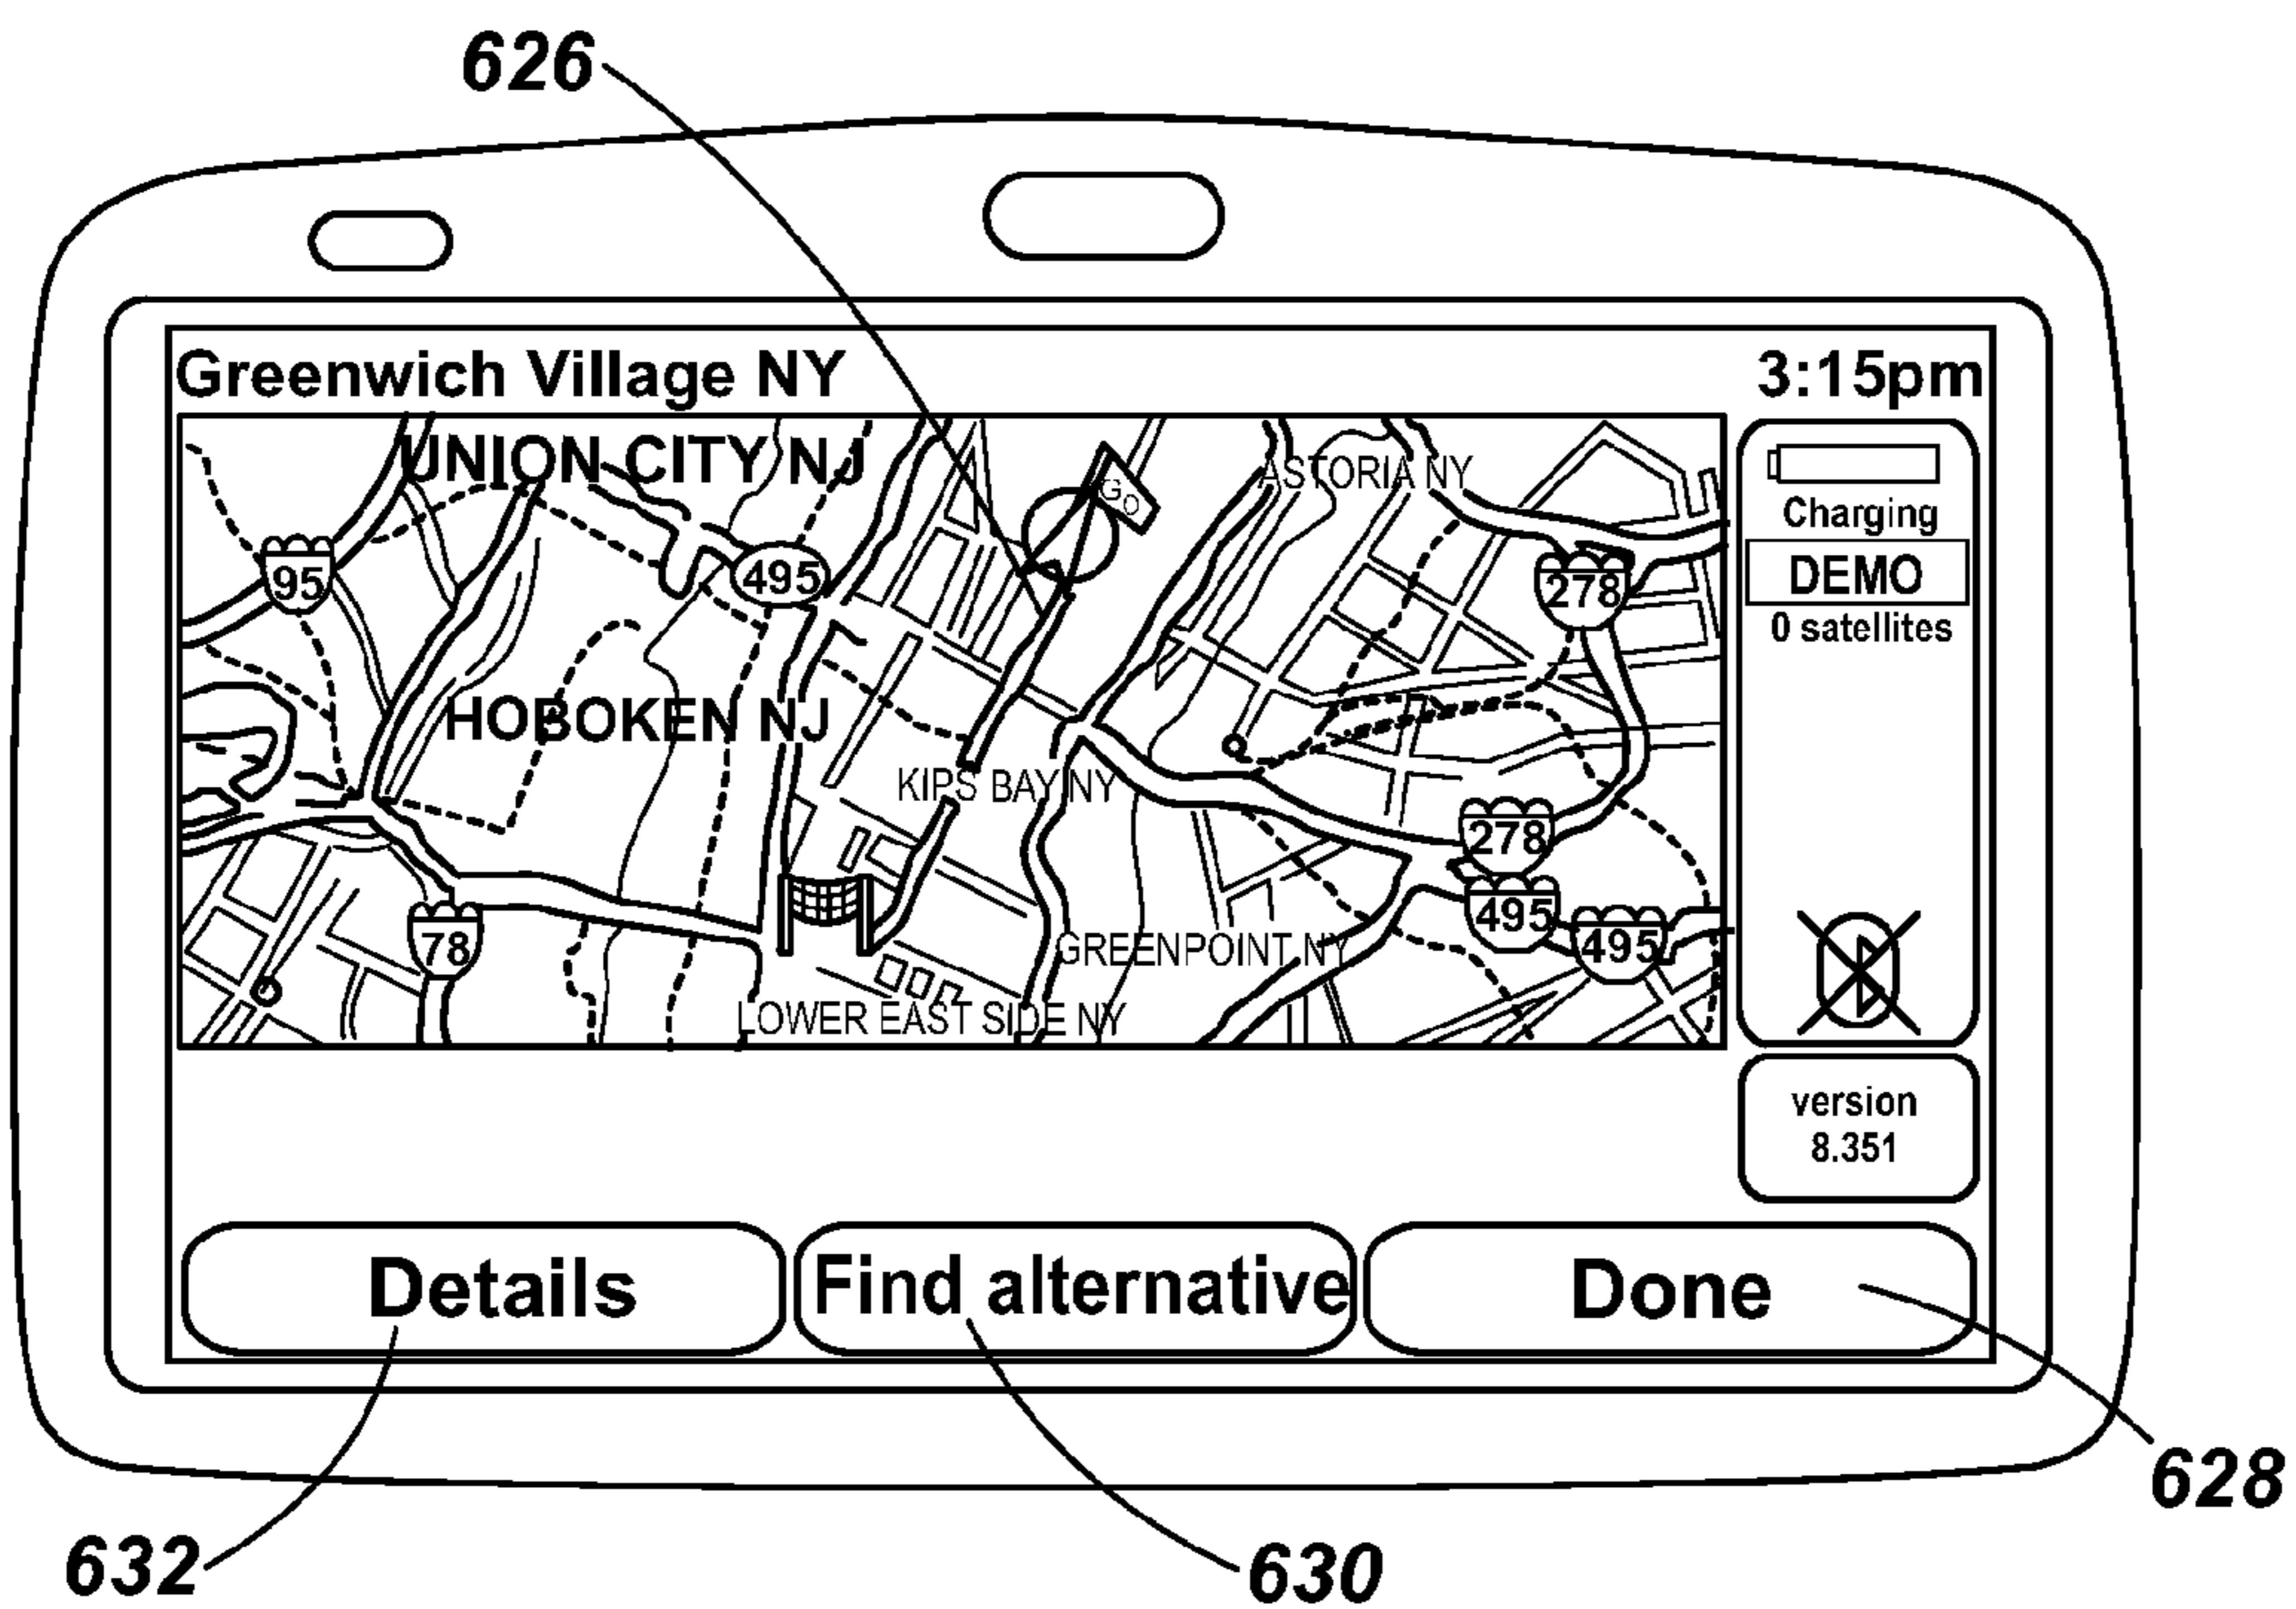 626
Greenwich Village NY
3:15pm
UNION CITY NJ
ASTORIA NY
GO
Charging
95
495
278
DEMO
0 satellites
HOBOKEN NJ
KIPS BAY NY
278
495
78
495
GREENPOINT NY
LOWER EAST SIDE NY
version
8.351
Details
Find alternative
Done
628
632
630